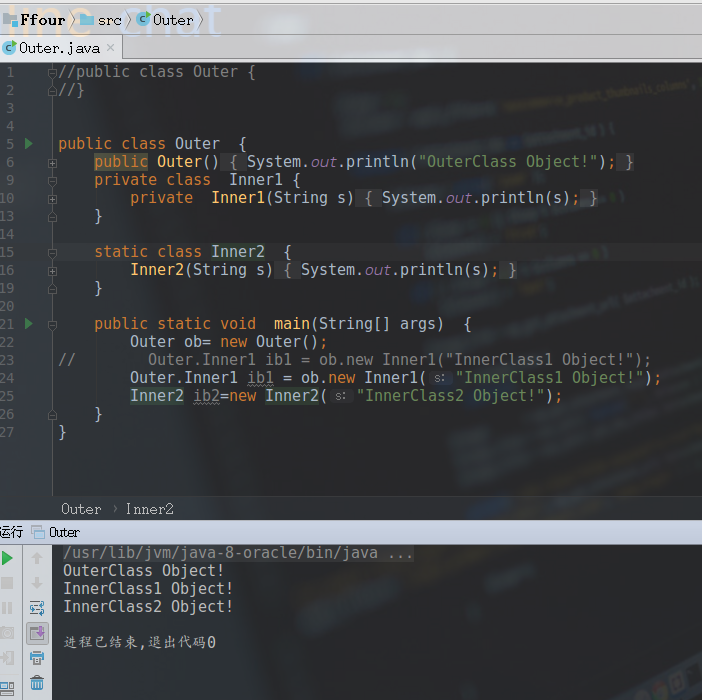 Ffour src Outer
Outer.java
1 //public class Outer {
2 //}
3
4
5 public class Outer {
6 public Outer() { System.out.println("OuterClass Object!"); }
9 private class Inner1 {
10 private Inner1(String s) { System.out.println(s); }
13 }
14
15 static class Inner2 {
16 Inner2(String s) { System.out.println(s); }
19 }
20
21 public static void main(String[] args) {
22 Outer ob= new Outer();
23 // Outer.Inner1 ib1 = ob.new Inner1("InnerClass1 Object!");
24 Outer.Inner1 ib1 = ob.new Inner1( s: "InnerClass1 Object!");
25 Inner2 ib2=new Inner2( s: "InnerClass2 Object!");
26 }
27 }
Outer › Inner2
运行 Outer
/usr/lib/jvm/java-8-oracle/bin/java ...
OuterClass Object!
InnerClass1 Object!
InnerClass2 Object!
进程已结束,退出代码0